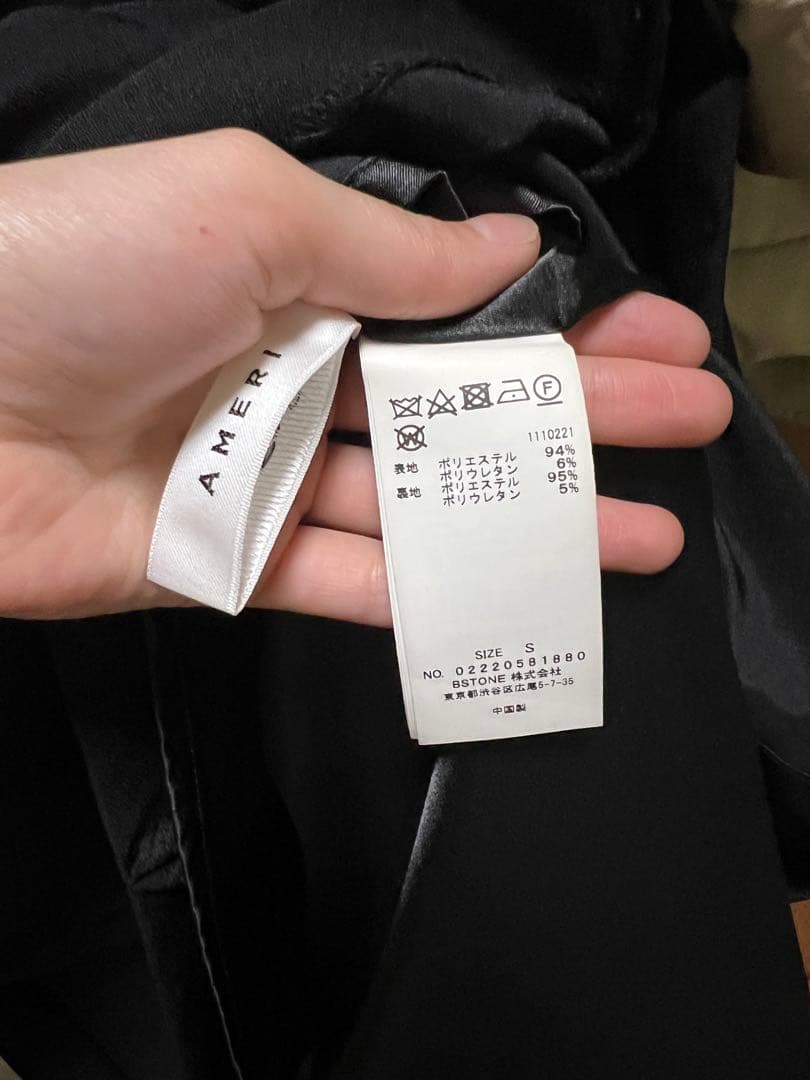 AMERI
F
W
1110221
表地 ポリエステル 94%
ポリウレタン 6%
裏地 ポリエステル 95%
ポリウレタン 5%
SIZE S
NO. 02220581880
BSTONE 株式会社
東京都渋谷区広尾5-7-35
中国製